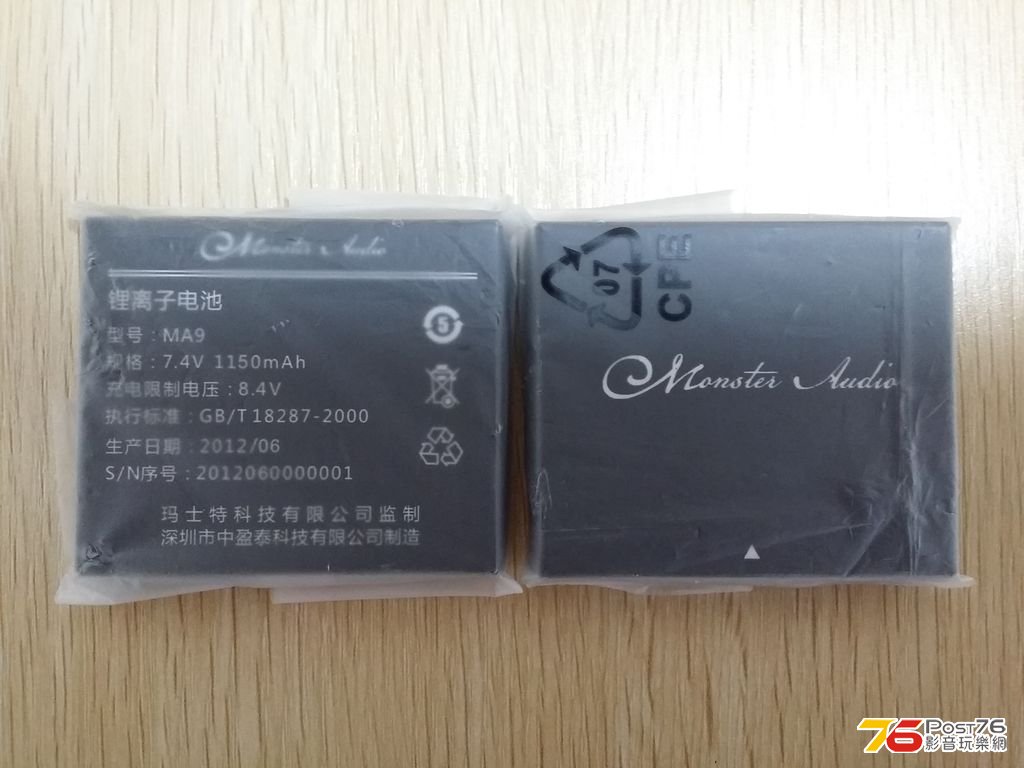 Monster Audio
锂离子电池
型号：MA9
规格：7.4V 1150mAh
充电限制电压：8.4V
执行标准：GB/T 18287-2000
生产日期：2012/06
S/N序号：2012060000001
玛士特科技有限公司监制
深圳市中盈泰科技有限公司制造
5
07
CPE
Monster Audio
76 POST76
影音玩樂網